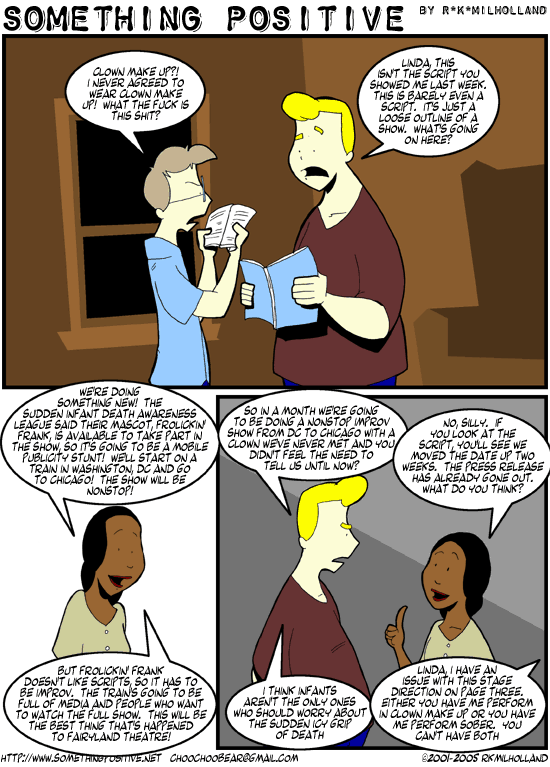 SOMETHING POSITIVE BY R*K*MILHOLLAND
CLOWN MAKE UP?!
I NEVER AGREED TO
WEAR CLOWN MAKE
UP! WHAT THE FUCK IS
THIS SHIT?
LINDA, THIS
ISN'T THE SCRIPT YOU
SHOWED ME LAST WEEK.
THIS IS BARELY EVEN A
SCRIPT. IT'S JUST A
LOOSE OUTLINE OF A
SHOW. WHAT'S GOING
ON HERE?
WE'RE DOING
SOMETHING NEW! THE
SUDDEN INFANT DEATH AWARENESS
LEAGUE SAID THEIR MASCOT, FROLICKIN'
FRANK, IS AVAILABLE TO TAKE PART IN
THE SHOW, SO IT'S GOING TO BE A MOBILE
PUBLICITY STUNT! WE'LL START ON A
TRAIN IN WASHINGTON, DC AND GO
TO CHICAGO! THE SHOW WILL BE
NONSTOP!
BUT FROLICKIN' FRANK
DOESN'T LIKE SCRIPTS, SO IT HAS TO
BE IMPROV. THE TRAIN'S GOING TO BE
FULL OF MEDIA AND PEOPLE WHO WANT
TO WATCH THE FULL SHOW. THIS WILL BE
THE BEST THING THAT'S HAPPENED
TO FAIRYLAND THEATRE!
SO IN A MONTH WE'RE GOING
TO BE DOING A NONSTOP IMPROV
SHOW FROM DC TO CHICAGO WITH A
CLOWN WE'VE NEVER MET AND YOU
DIDN'T FEEL THE NEED TO
TELL US UNTIL NOW?
NO, SILLY. IF
YOU LOOK AT THE
SCRIPT, YOU'LL SEE WE
MOVED THE DATE UP TWO
WEEKS. THE PRESS RELEASE
HAS ALREADY GONE OUT.
WHAT DO YOU THINK?
I THINK INFANTS
AREN'T THE ONLY ONES
WHO SHOULD WORRY ABOUT
THE SUDDEN ICY GRIP
OF DEATH
LINDA, I HAVE AN
ISSUE WITH THIS STAGE
DIRECTION ON PAGE THREE.
EITHER YOU HAVE ME PERFORM
IN CLOWN MAKE UP OR YOU HAVE
ME PERFORM SOBER. YOU
CAN'T HAVE BOTH
HTTP://WWW.SOMETHINGPOSITIVE.NET CHOOCHOOBEAR@GMAIL.COM ©2001-2005 RKMILHOLLAND